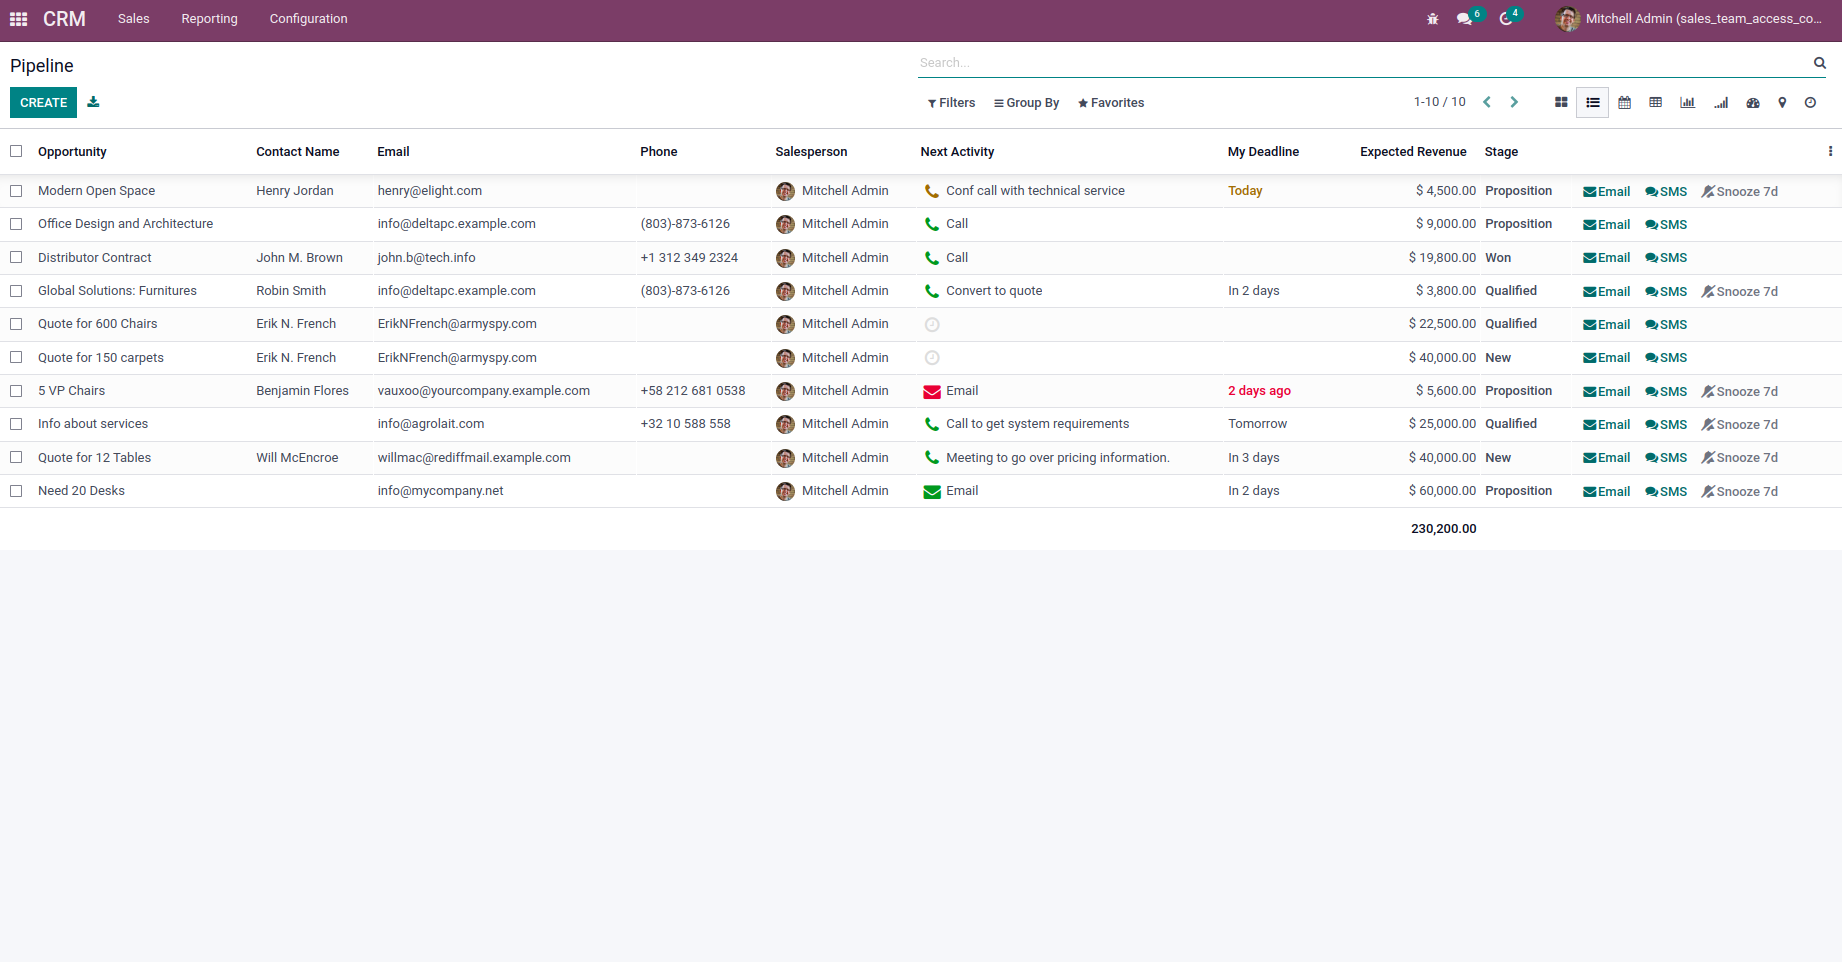 CRM Sales Reporting Configuration 6 4 Mitchell Admin (sales_team_access_co...
Pipeline Search...
CREATE Filters Group By Favorites 1-10 / 10
Opportunity Contact Name Email Phone Salesperson Next Activity My Deadline Expected Revenue Stage
Modern Open Space Henry Jordan henry@elight.com Mitchell Admin Conf call with technical service Today $ 4,500.00 Proposition Email SMS Snooze 7d
Office Design and Architecture info@deltapc.example.com (803)-873-6126 Mitchell Admin Call $ 9,000.00 Proposition Email SMS
Distributor Contract John M. Brown john.b@tech.info +1 312 349 2324 Mitchell Admin Call $ 19,800.00 Won Email SMS
Global Solutions: Furnitures Robin Smith info@deltapc.example.com (803)-873-6126 Mitchell Admin Convert to quote In 2 days $ 3,800.00 Qualified Email SMS Snooze 7d
Quote for 600 Chairs Erik N. French ErikNFrench@armyspy.com Mitchell Admin $ 22,500.00 Qualified Email SMS
Quote for 150 carpets Erik N. French ErikNFrench@armyspy.com Mitchell Admin $ 40,000.00 New Email SMS
5 VP Chairs Benjamin Flores vauxoo@yourcompany.example.com +58 212 681 0538 Mitchell Admin Email 2 days ago $ 5,600.00 Proposition Email SMS Snooze 7d
Info about services info@agrolait.com +32 10 588 558 Mitchell Admin Call to get system requirements Tomorrow $ 25,000.00 Qualified Email SMS Snooze 7d
Quote for 12 Tables Will McEncroe willmac@rediffmail.example.com Mitchell Admin Meeting to go over pricing information. In 3 days $ 40,000.00 New Email SMS Snooze 7d
Need 20 Desks info@mycompany.net Mitchell Admin Email In 2 days $ 60,000.00 Proposition Email SMS Snooze 7d
230,200.00